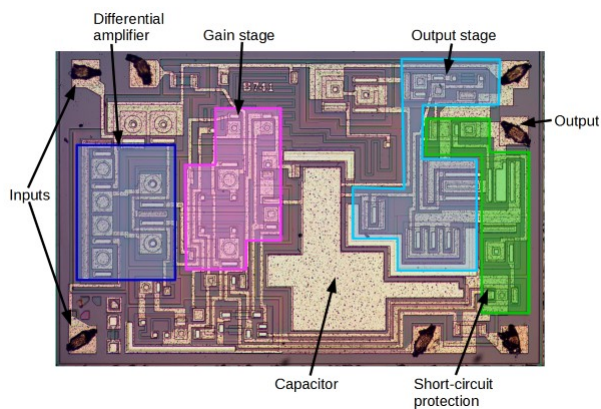 Differential
amplifier
Gain stage
Output stage
Output
Inputs
Capacitor
Short-circuit
protection